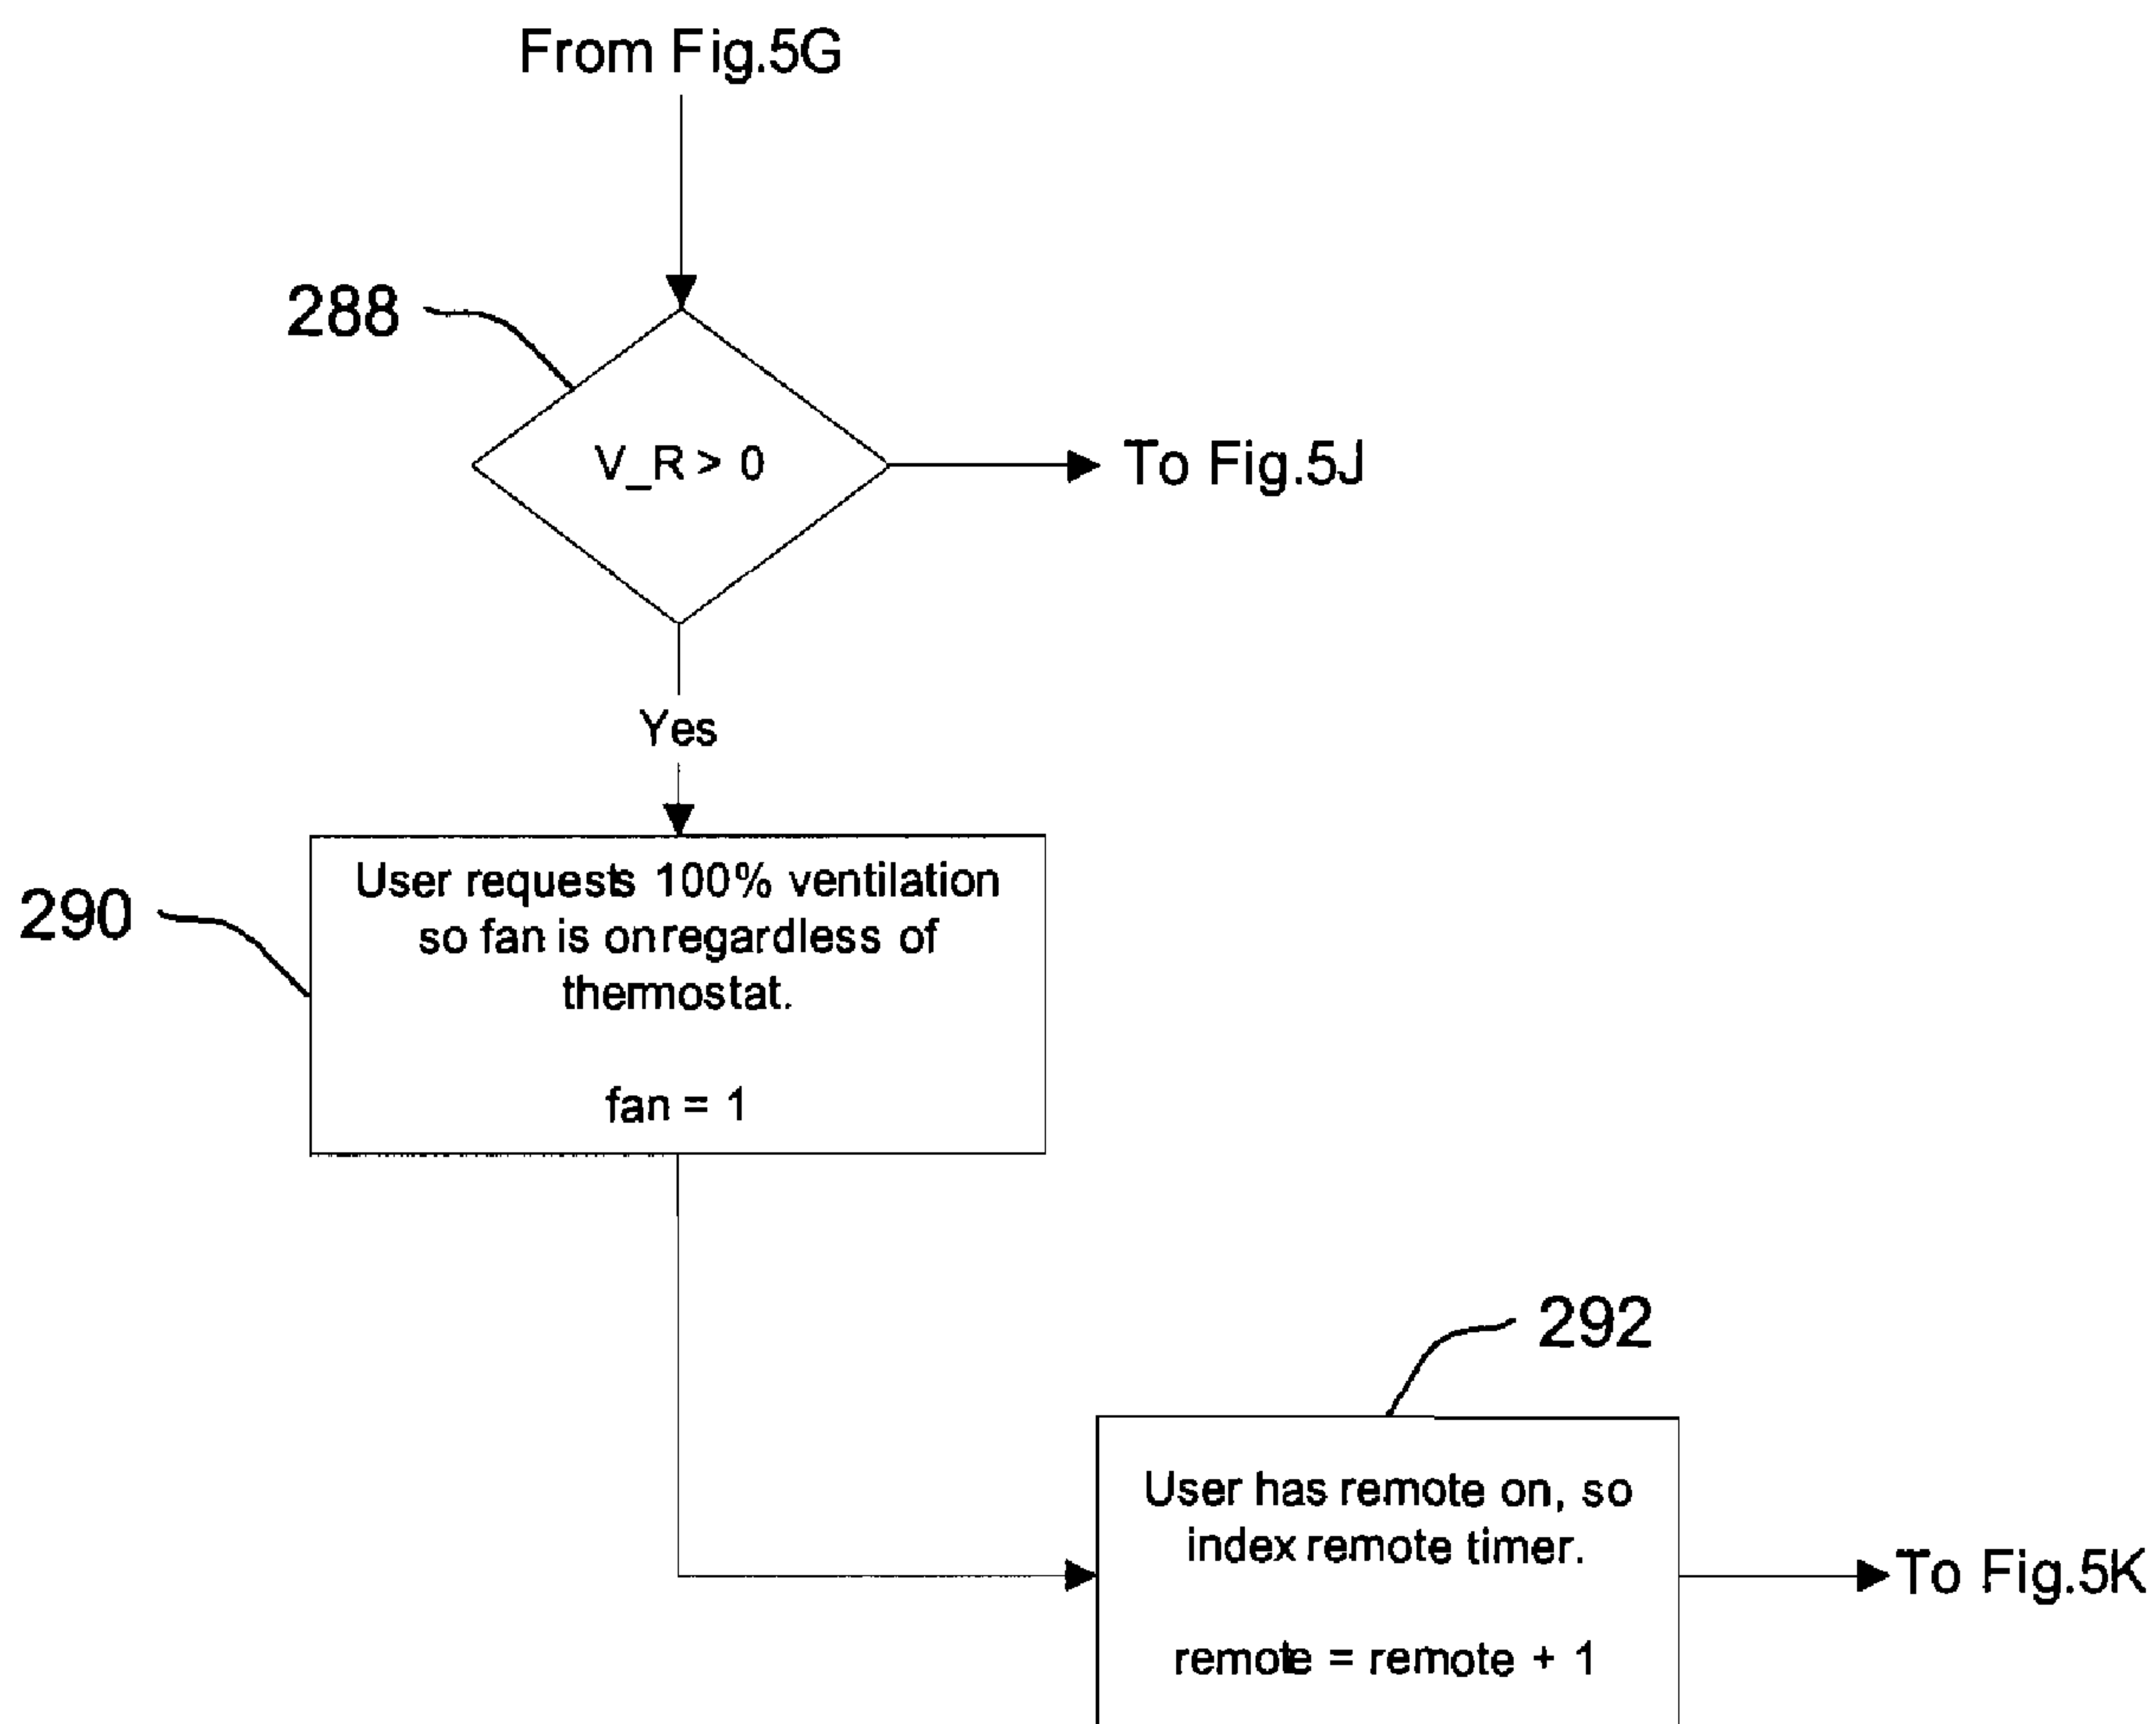 From Fig.5G
288
V_R > 0
To Fig.5J
Yes
290
User requests 100% ventilation
so fan is onregardless of
thermostat.
fan = 1
292
User has remote on, so
index remote timer.
remote = remote + 1
To Fig.5K